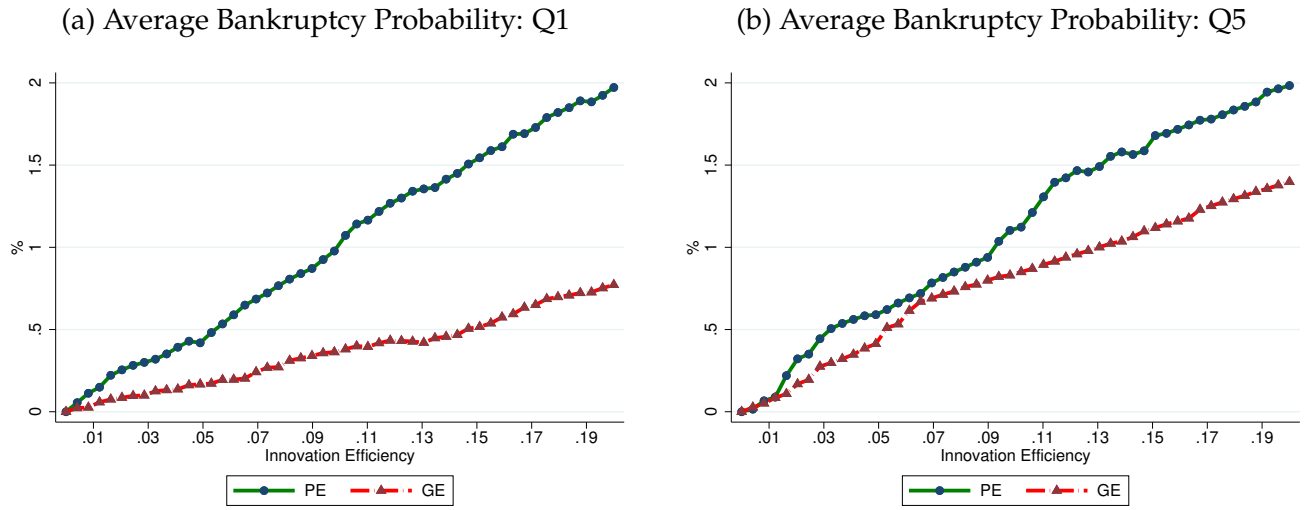 (a) Average Bankruptcy Probability: Q1
2
1.5
%
1
.5
0
.01 .03 .05 .07 .09 .11 .13 .15 .17 .19
Innovation Efficiency
PE GE
(b) Average Bankruptcy Probability: Q5
2
1.5
%
1
.5
0
.01 .03 .05 .07 .09 .11 .13 .15 .17 .19
Innovation Efficiency
PE GE